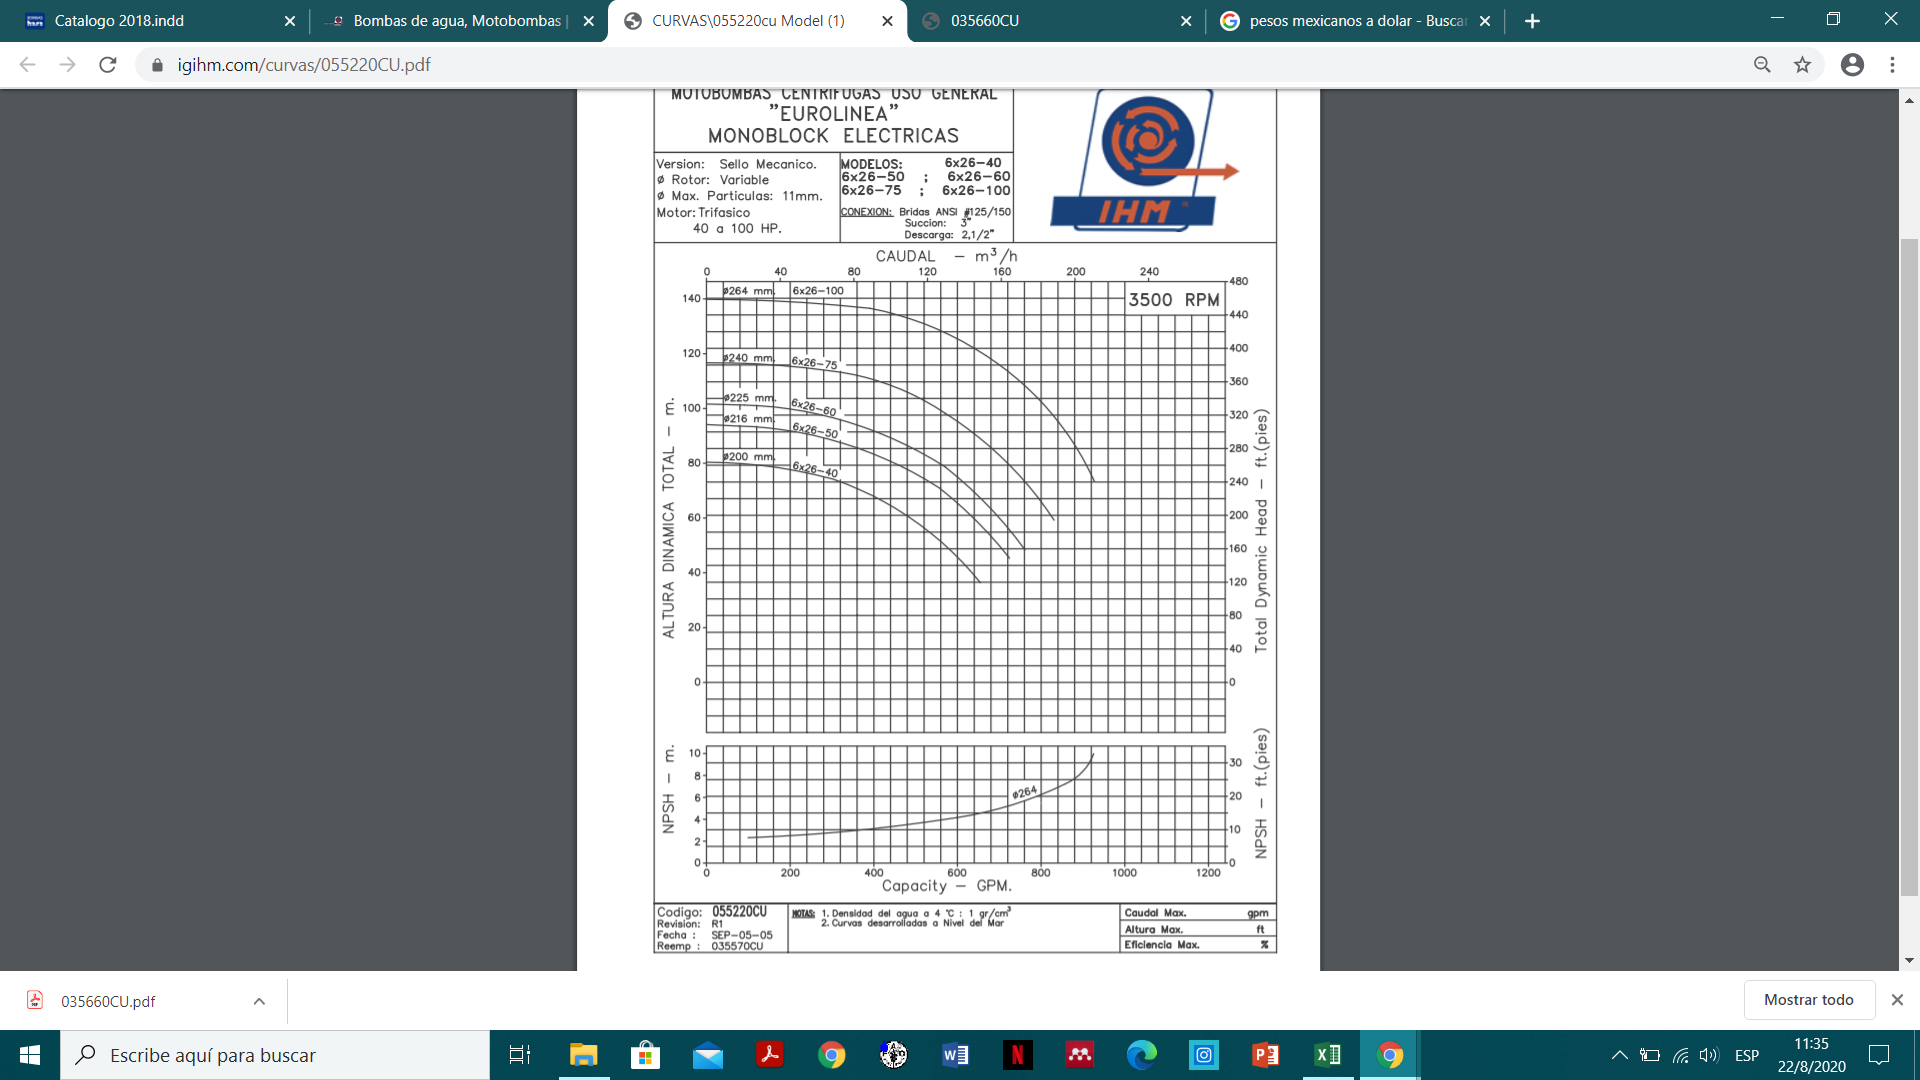 Catalogo 2018.indd
Bombas de agua, Motobombas |
CURVAS\055220cu Model (1)
035660CU
pesos mexicanos a dolar - Buscar
igihm.com/curvas/055220CU.pdf
MOTOBOMBAS CENTRIFUGAS USO GENERAL
"EUROLINEA"
MONOBLOCK ELECTRICAS
Version: Sello Mecanico.
ø Rotor: Variable
ø Max. Particulas: 11mm.
Motor: Trifasico
40 a 100 HP.
MODELOS: 6x26-40
6x26-50 ; 6x26-60
6x26-75 ; 6x26-100
CONEXION: Bridas ANSI #125/150
Succion: 3"
Descarga: 2,1/2"
IHM
CAUDAL - m³/h
0 40 80 120 160 200 240
3500 RPM
ø264 mm. 6x26-100
ø240 mm. 6x26-75
ø225 mm. 6x26-60
ø216 mm. 6x26-50
ø200 mm. 6x26-40
ALTURA DINAMICA TOTAL - m.
140
120
100
80
60
40
20
0
480
440
400
360
320
280
240
200
160
120
80
40
0
Total Dynamic Head - ft.(pies)
NPSH - m.
10
8
6
4
2
0
ø264
30
20
10
0
NPSH - ft.(pies)
0 200 400 600 800 1000 1200
Capacity - GPM.
Codigo: 055220CU
Revision: R1
Fecha : SEP-05-05
Reemp : 035570CU
NOTAS: 1. Densidad del agua a 4 °C : 1 gr/cm³
2. Curvas desarrolladas a Nivel del Mar
Caudal Max. gpm
Altura Max. ft
Eficiencia Max. %
035660CU.pdf
Mostrar todo
Escribe aquí para buscar
ESP
11:35
22/8/2020